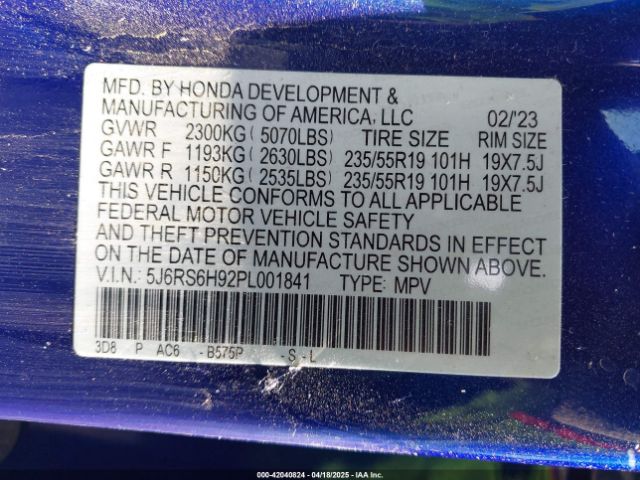 MFD. BY HONDA DEVELOPMENT &
MANUFACTURING OF AMERICA, LLC 02/'23
GVWR 2300KG ( 5070LBS) TIRE SIZE RIM SIZE
GAWR F 1193KG ( 2630LBS) 235/55R19 101H 19X7.5J
GAWR R 1150KG ( 2535LBS) 235/55R19 101H 19X7.5J
THIS VEHICLE CONFORMS TO ALL APPLICABLE
FEDERAL MOTOR VEHICLE SAFETY
AND THEFT PREVENTION STANDARDS IN EFFECT
ON THE DATE OF MANUFACTURE SHOWN ABOVE.
V.I.N.: 5J6RS6H92PL001841 TYPE: MPV
3D8 P AC6 - B575P - S - L
000-42040824 - 04/18/2025 - IAA Inc.